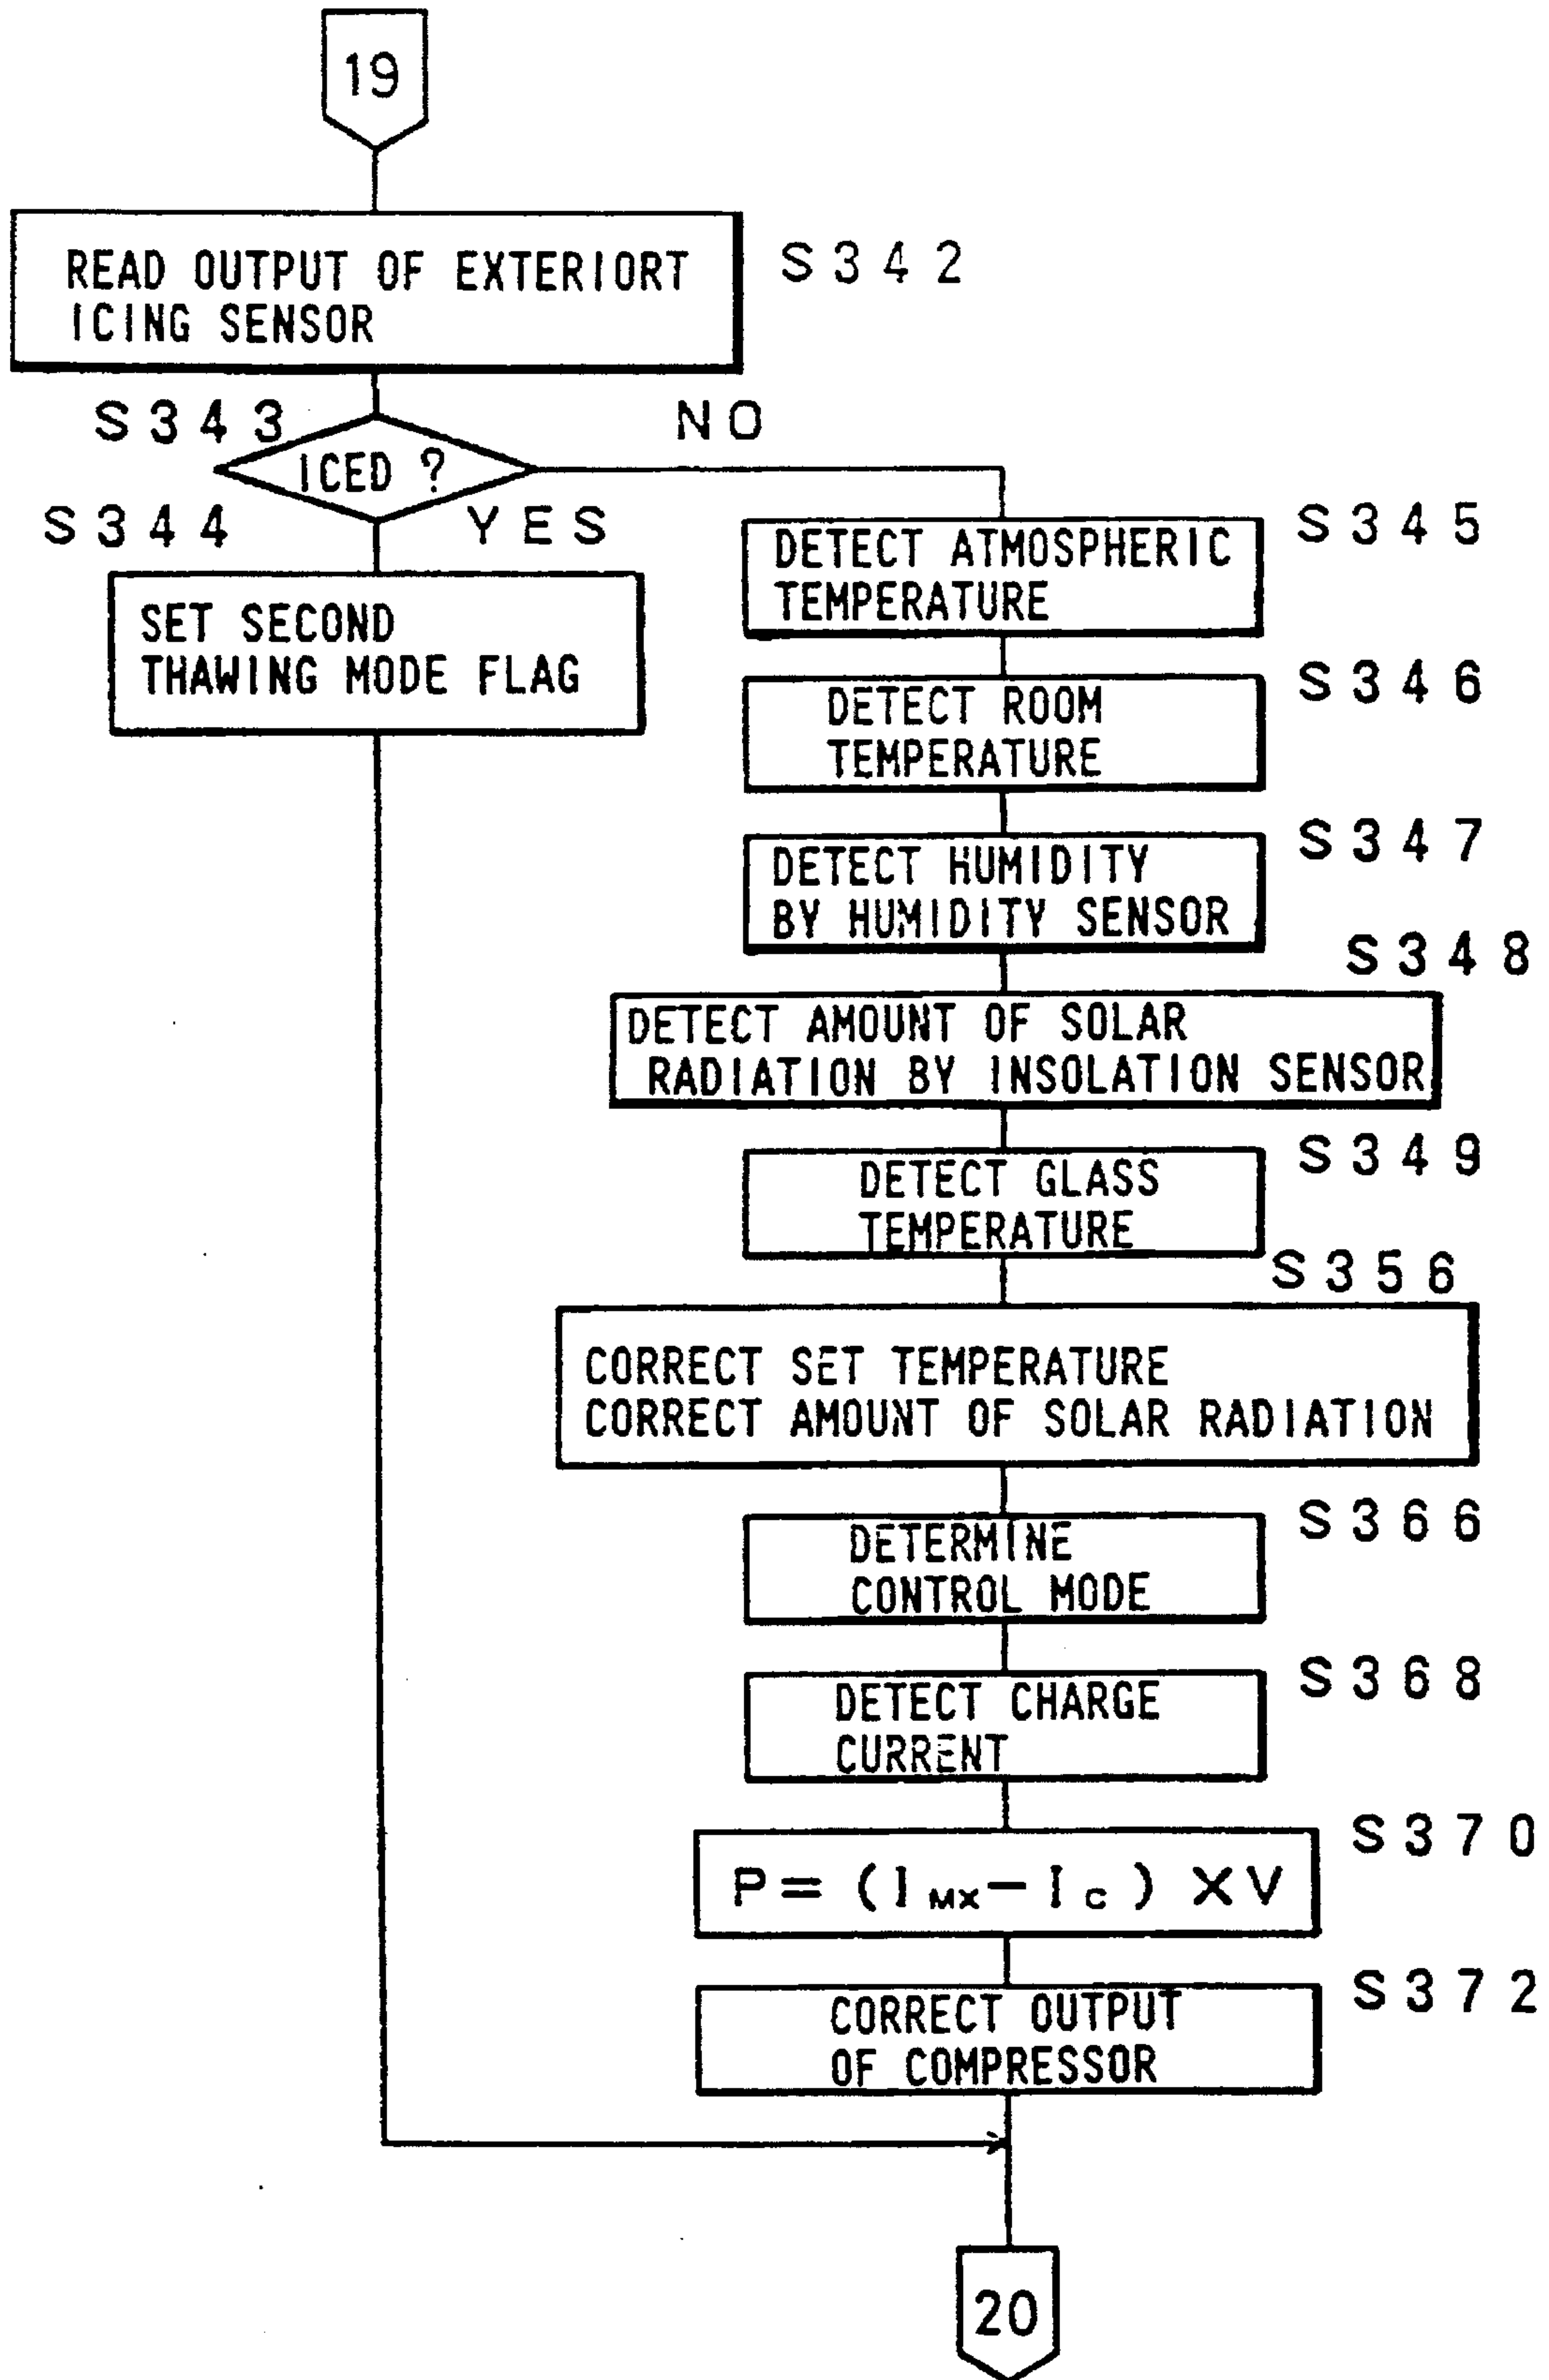 19
READ OUTPUT OF EXTERIORT
ICING SENSOR
S342
S343
ICED ?
NO
S344
YES
SET SECOND
THAWING MODE FLAG
S345
DETECT ATMOSPHERIC
TEMPERATURE
S346
DETECT ROOM
TEMPERATURE
S347
DETECT HUMIDITY
BY HUMIDITY SENSOR
S348
DETECT AMOUNT OF SOLAR
RADIATION BY INSOLATION SENSOR
S349
DETECT GLASS
TEMPERATURE
S356
CORRECT SET TEMPERATURE
CORRECT AMOUNT OF SOLAR RADIATION
S366
DETERMINE
CONTROL MODE
S368
DETECT CHARGE
CURRENT
S370
P=(IMX-IC)XV
S372
CORRECT OUTPUT
OF COMPRESSOR
20